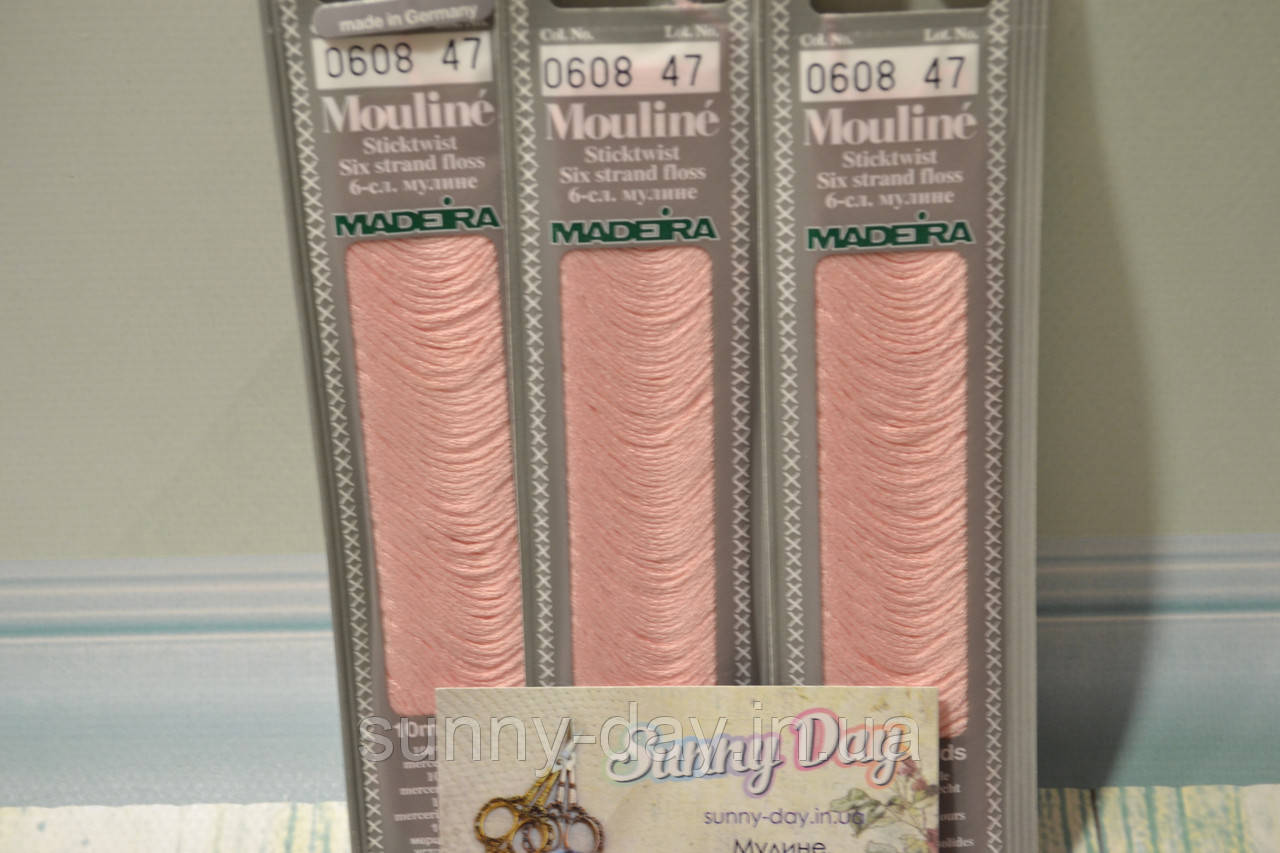 made in Germany
0608 47
Mouliné
Sticktwist
Six strand floss
6-сл. мулине
MADEIRA
Col. No. Lot. No.
0608 47
Mouliné
Sticktwist
Six strand floss
6-сл. мулине
MADEIRA
Col. No. Lot. No.
0608 47
Mouliné
Sticktwist
Six strand floss
6-сл. мулине
MADEIRA
sunny-day.in.ua
Sunny Day
sunny-day.in.ua
Мулине